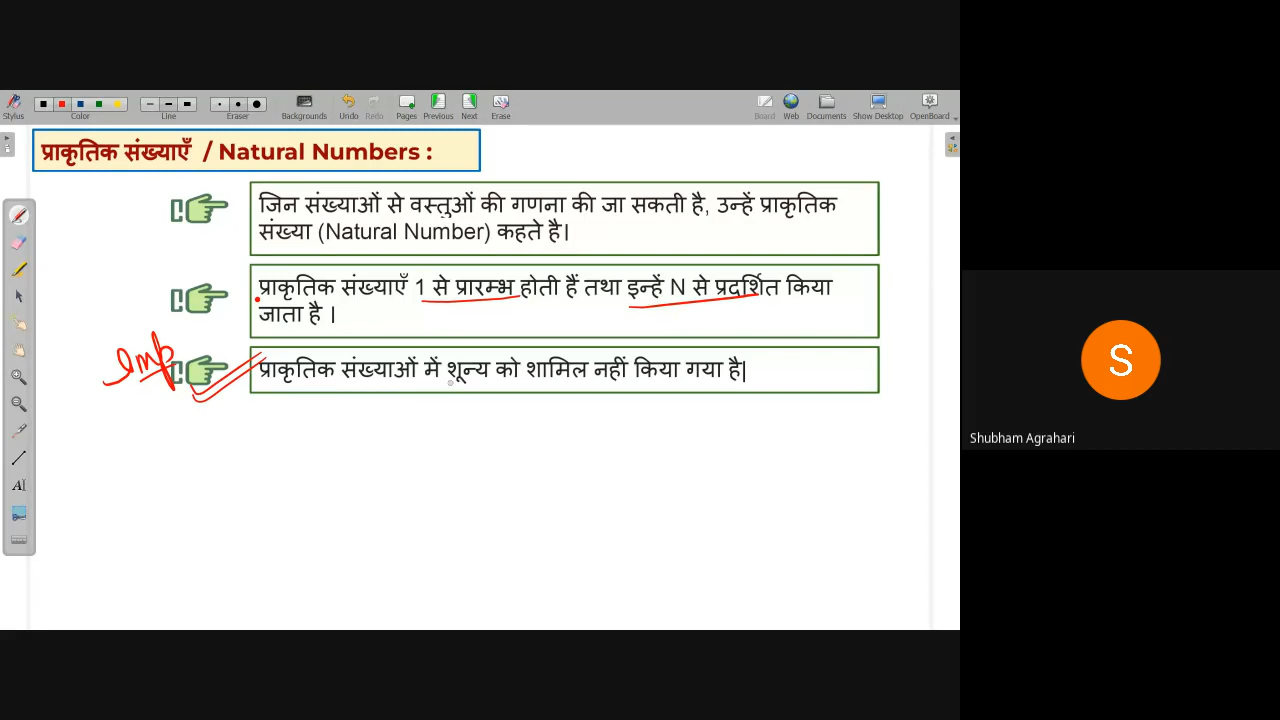 Stylus
Color
Line
Eraser
Backgrounds
Undo
Redo
Pages
Previous
Next
Erase
Board
Web
Documents
Show Desktop
OpenBoard
प्राकृतिक संख्याएँ / Natural Numbers :
जिन संख्याओं से वस्तुओं की गणना की जा सकती है, उन्हें प्राकृतिक
संख्या (Natural Number) कहते है।
प्राकृतिक संख्याएँ 1 से प्रारम्भ होती हैं तथा इन्हें N से प्रदर्शित किया
जाता है ।
Imp
प्राकृतिक संख्याओं में शून्य को शामिल नहीं किया गया है|
S
Shubham Agrahari